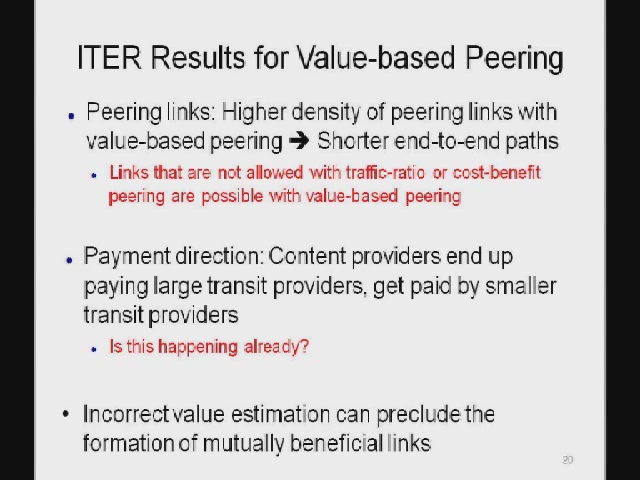 ITER Results for Value-based Peering
• Peering links: Higher density of peering links with
value-based peering ➔ Shorter end-to-end paths
• Links that are not allowed with traffic-ratio or cost-benefit
peering are possible with value-based peering
• Payment direction: Content providers end up
paying large transit providers, get paid by smaller
transit providers
• Is this happening already?
• Incorrect value estimation can preclude the
formation of mutually beneficial links
20